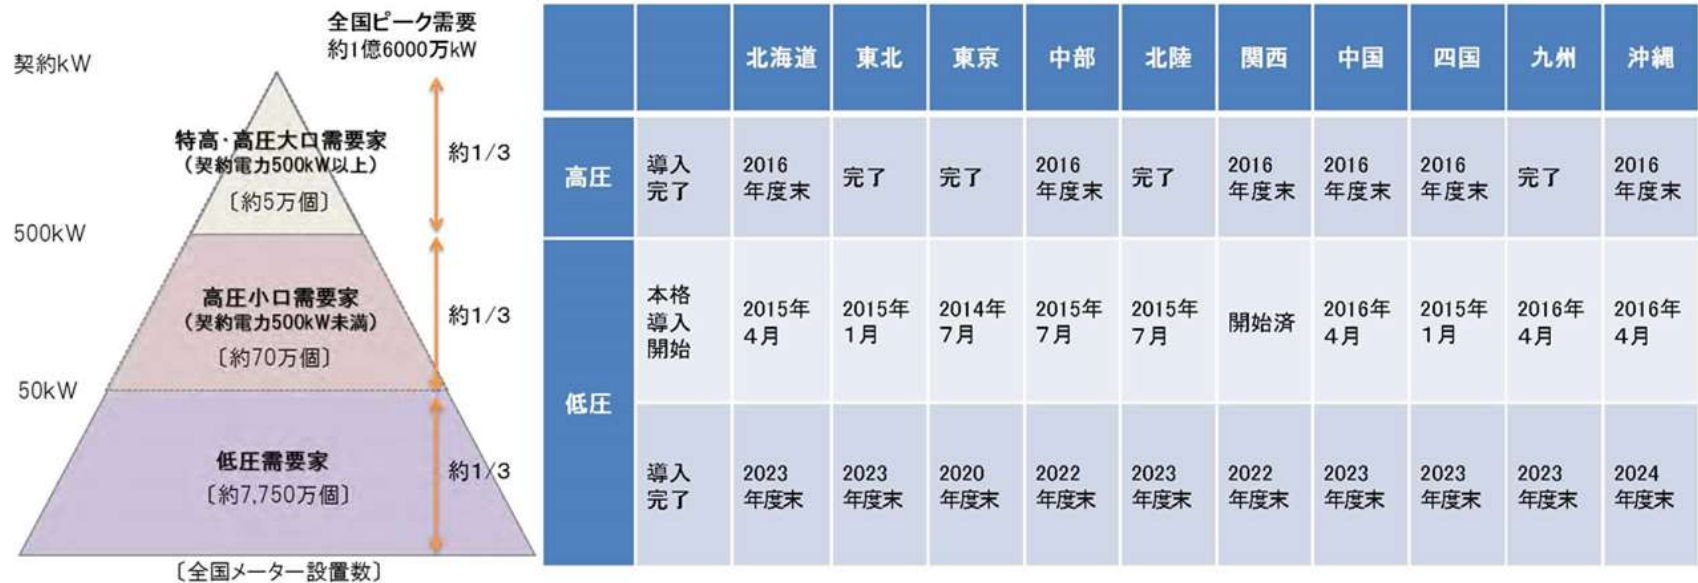 全国ピーク需要
約1億6000万kW
契約kW
特高・高圧大口需要家
（契約電力500kW以上）
〔約5万個〕
約1/3
500kW
高圧小口需要家
（契約電力500kW未満）
〔約70万個〕
約1/3
50kW
低圧需要家
〔約7,750万個〕
約1/3
〔全国メーター設置数〕
北海道 東北 東京 中部 北陸 関西 中国 四国 九州 沖縄
高圧
導入
完了
2016
年度末
完了
完了
2016
年度末
完了
2016
年度末
2016
年度末
2016
年度末
完了
2016
年度末
低圧
本格
導入
開始
2015年
4月
2015年
1月
2014年
7月
2015年
7月
2015年
7月
開始済
2016年
4月
2015年
1月
2016年
4月
2016年
4月
導入
完了
2023
年度末
2023
年度末
2020
年度末
2022
年度末
2023
年度末
2022
年度末
2023
年度末
2023
年度末
2023
年度末
2024
年度末